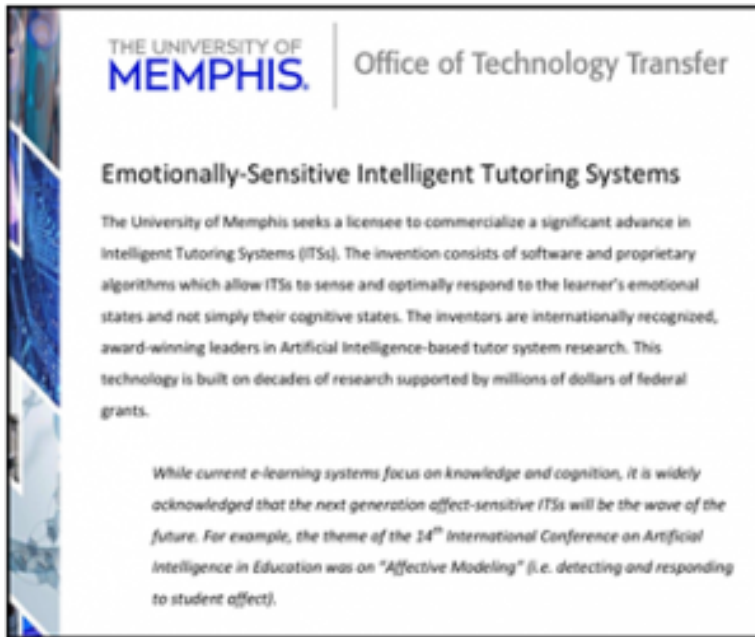 THE UNIVERSITY OF
MEMPHIS.
Office of Technology Transfer
Emotionally-Sensitive Intelligent Tutoring Systems
The University of Memphis seeks a licensee to commercialize a significant advance in
Intelligent Tutoring Systems (ITSs). The invention consists of software and proprietary
algorithms which allow ITSs to sense and optimally respond to the learner's emotional
states and not simply their cognitive states. The inventors are internationally recognized,
award-winning leaders in Artificial Intelligence-based tutor system research. This
technology is built on decades of research supported by millions of dollars of federal
grants.
While current e-learning systems focus on knowledge and cognition, it is widely
acknowledged that the next generation affect-sensitive ITSs will be the wave of the
future. For example, the theme of the 14th International Conference on Artificial
Intelligence in Education was on "Affective Modeling" (i.e. detecting and responding
to student affect).